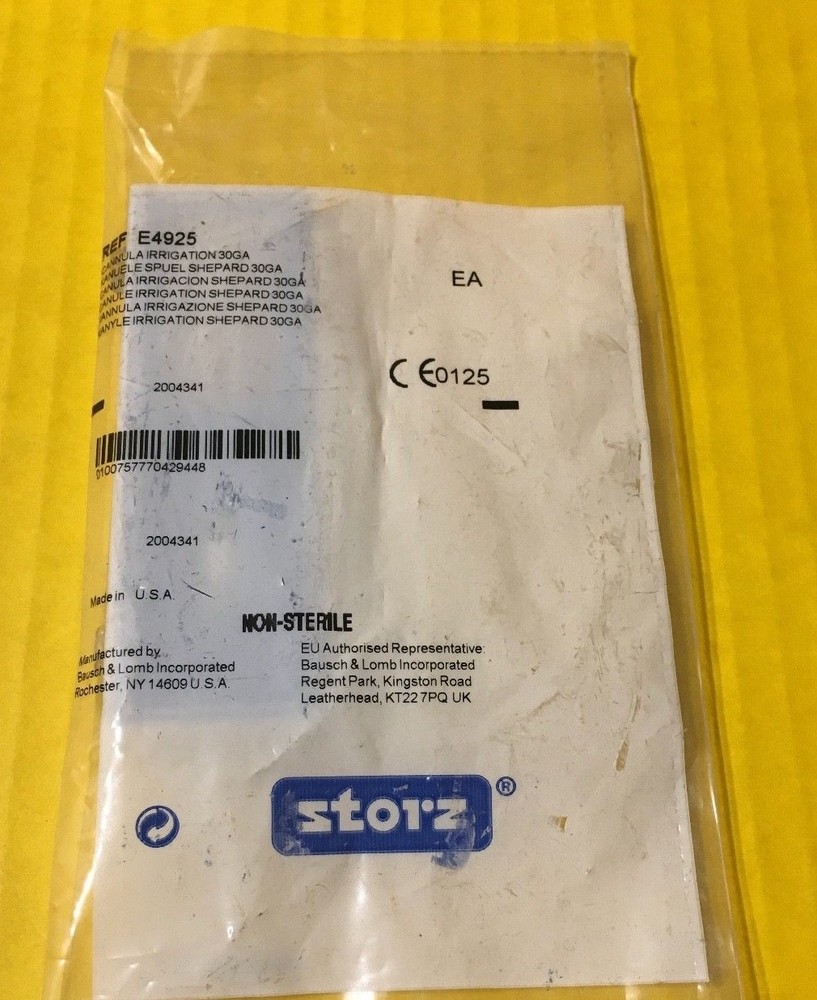 REF E4925
CANNULA IRRIGATION 30GA
KANUELE SPUEL SHEPARD 30GA
CANULA IRRIGACION SHEPARD 30GA
CANULE IRRIGATION SHEPARD 30GA
CANNULA IRRIGAZIONE SHEPARD 30GA
KANYLE IRRIGATION SHEPARD 30GA
EA
CE0125
2004341
0100757770429448
2004341
Made in U.S.A.
NON-STERILE
Manufactured by
Bausch & Lomb Incorporated
Rochester, NY 14609 U.S.A.
EU Authorised Representative:
Bausch & Lomb Incorporated
Regent Park, Kingston Road
Leatherhead, KT22 7PQ UK
storz®